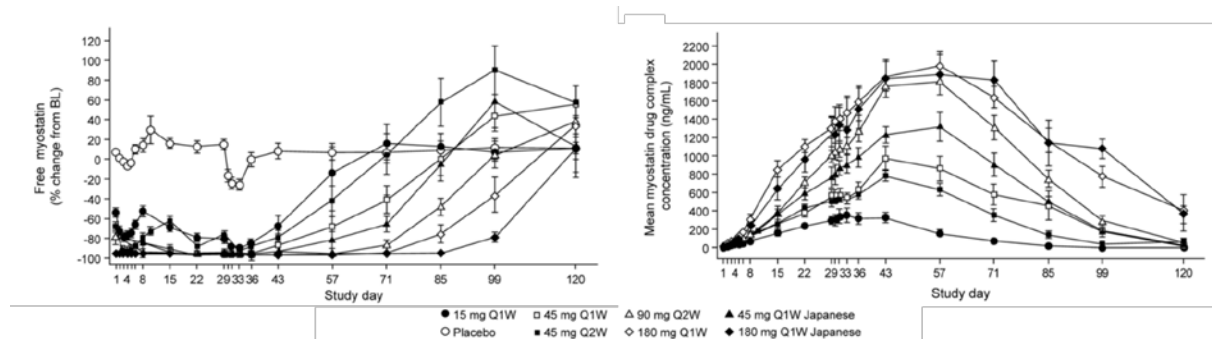 Free myostatin
(% change from BL)
120
100
80
60
40
20
0
-20
-40
-60
-80
-100
1 4 6 8 15 22 29 31 33 36 43 57 71 85 99 120
Study day
Mean myostatin drug complex
concentration (ng/mL)
2200
2000
1800
1600
1400
1200
1000
800
600
400
200
0
1 4 6 8 15 22 29 33 36 43 57 71 85 99 120
Study day
15 mg Q1W 45 mg Q1W 90 mg Q2W 45 mg Q1W Japanese
Placebo 45 mg Q2W 180 mg Q1W 180 mg Q1W Japanese